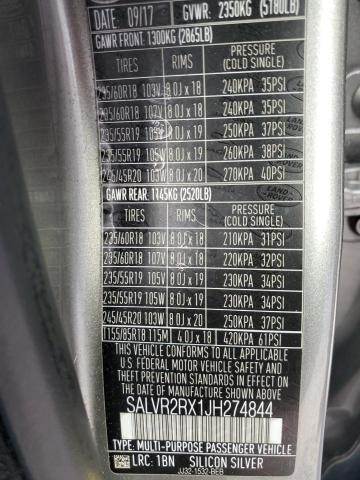 DATE: 09/17 GVWR: 2350KG (5180LB)
GAWR FRONT: 1300KG (2865LB)
TIRES RIMS PRESSURE (COLD SINGLE)
235/60R18 103V 8.0J x 18 240KPA 35PSI
235/60R18 107V 8.0J x 18 240KPA 35PSI
235/55R19 105V 8.0J x 19 250KPA 37PSI
235/55R19 105W 8.0J x 19 260KPA 38PSI
245/45R20 103W 8.0J x 20 270KPA 40PSI
GAWR REAR: 1145KG (2520LB)
TIRES RIMS PRESSURE (COLD SINGLE)
235/60R18 103V 8.0J x 18 210KPA 31PSI
235/60R18 107V 8.0J x 18 220KPA 32PSI
235/55R19 105V 8.0J x 19 230KPA 34PSI
235/55R19 105W 8.0J x 19 230KPA 34PSI
245/45R20 103W 8.0J x 20 250KPA 37PSI
T155/85R18 115M 4.0J x 18 420KPA 61PSI
THIS VEHICLE CONFORMS TO ALL APPLICABLE
U.S. FEDERAL MOTOR VEHICLE SAFETY
AND THEFT PREVENTION STANDARDS
IN EFFECT ON THE DATE OF
MANUFACTURE SHOWN ABOVE.
SALVR2RX1JH274844
TYPE: MULTI-PURPOSE PASSENGER VEHICLE
LRC: 1BN SILICON SILVER
JJ32-1532-BEB